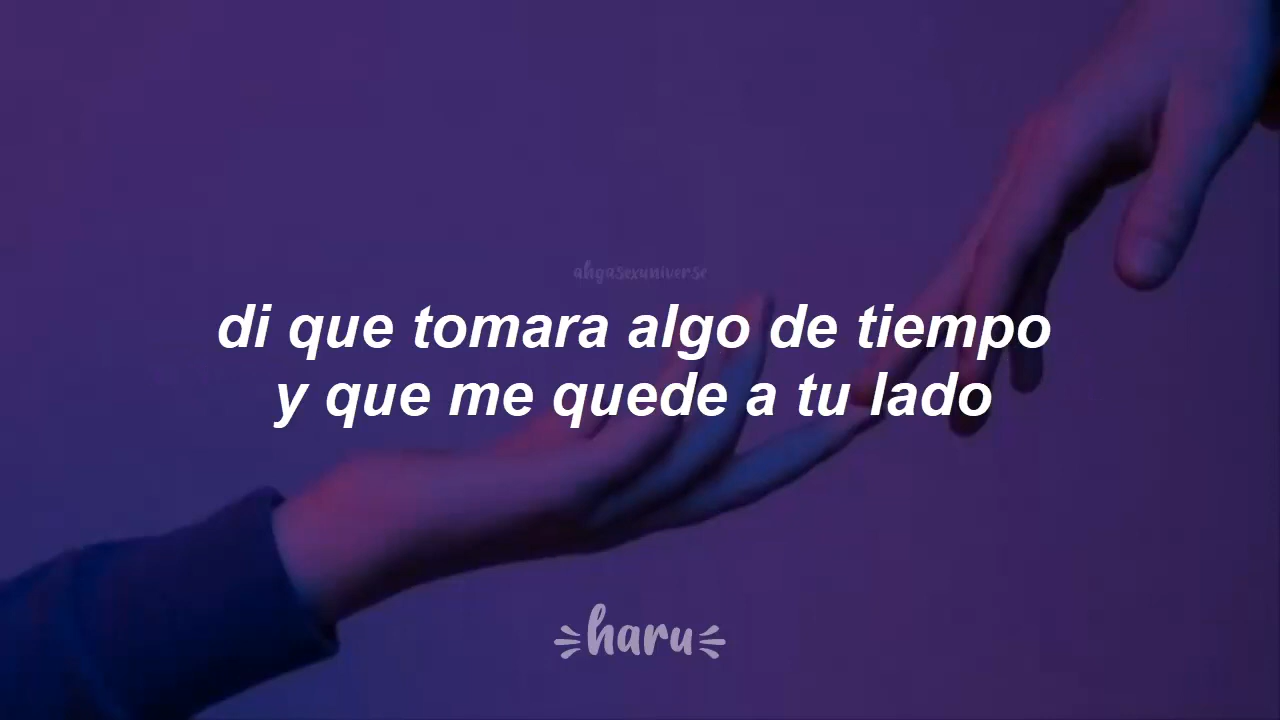 ahgasexuniverse
di que tomara algo de tiempo
y que me quede a tu lado
haru